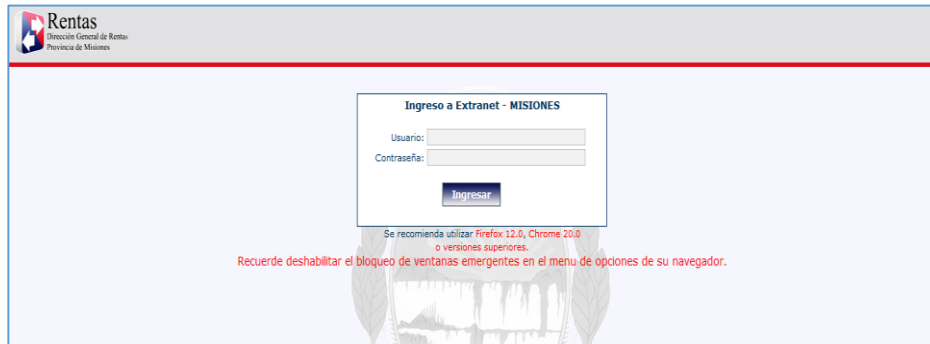 Rentas
Dirección General de Rentas
Provincia de Misiones
Ingreso a Extranet - MISIONES
Usuario:
Contraseña:
Ingresar
Se recomienda utilizar Firefox 12.0, Chrome 20.0
o versiones superiores.
Recuerde deshabilitar el bloqueo de ventanas emergentes en el menu de opciones de su navegador.